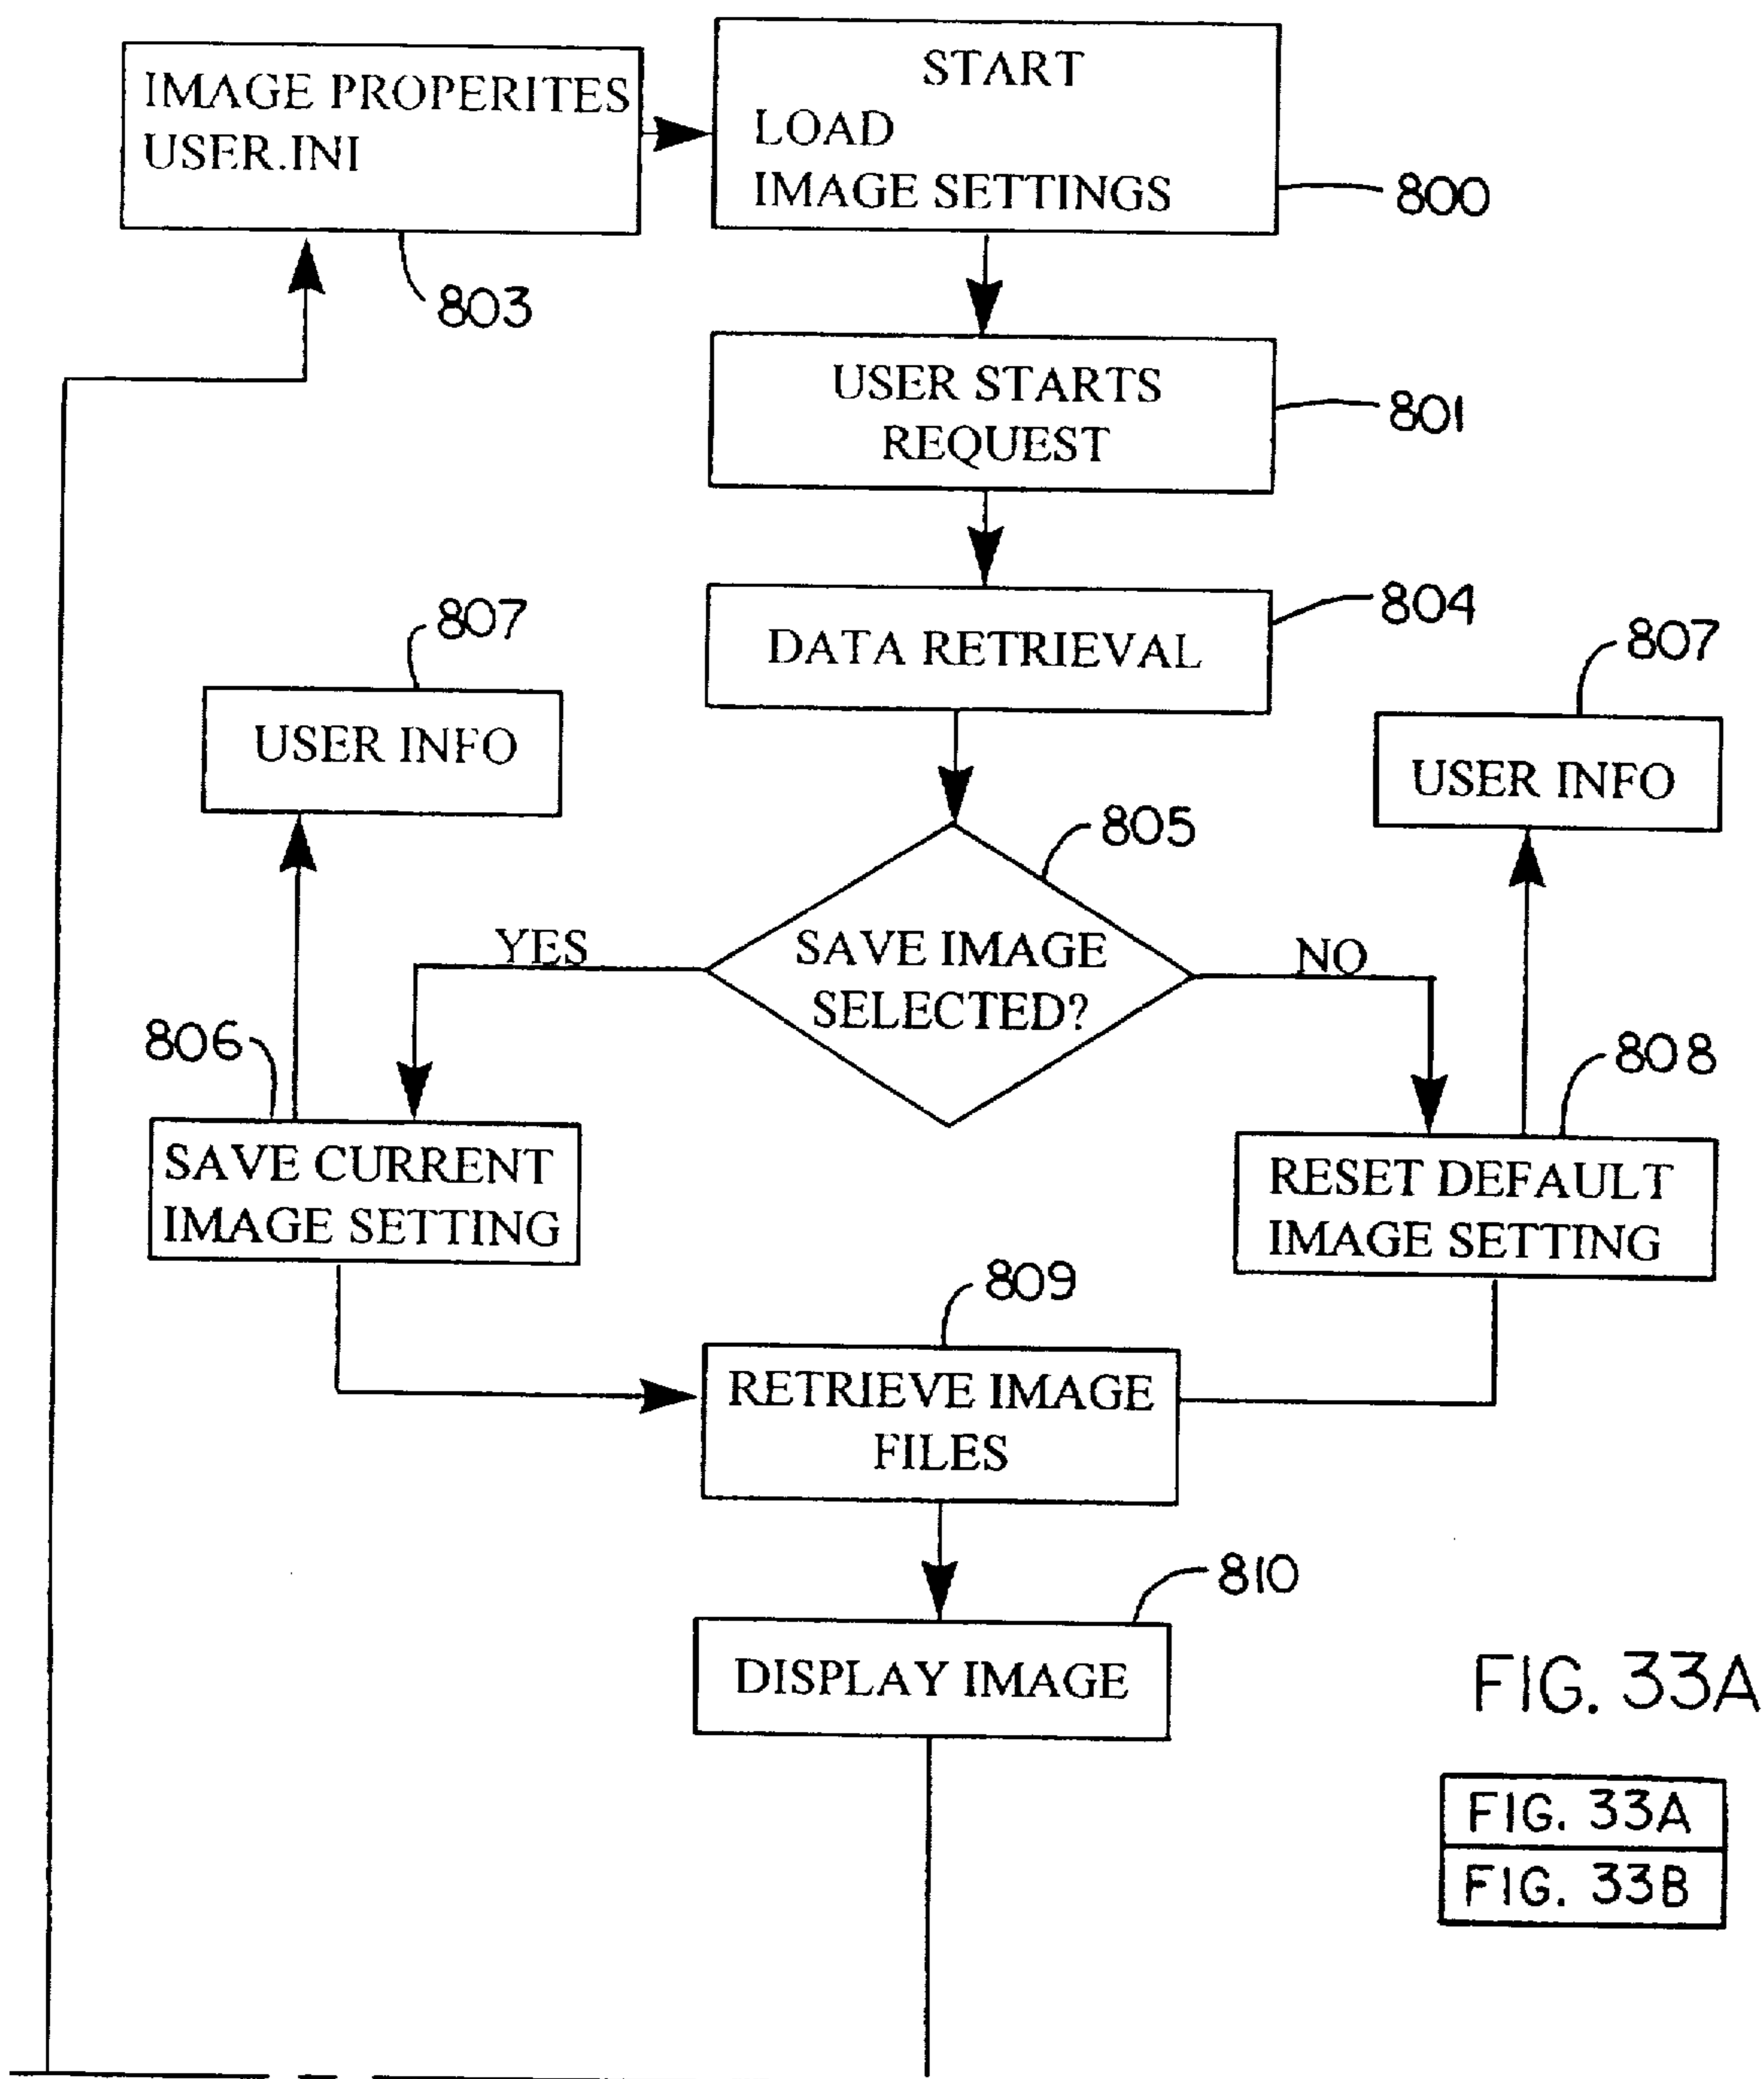 IMAGE PROPERITES
USER.INI
803
START
LOAD
IMAGE SETTINGS
800
USER STARTS
REQUEST
801
DATA RETRIEVAL
804
807
USER INFO
807
USER INFO
805
SAVE IMAGE
SELECTED?
YES
NO
806
SAVE CURRENT
IMAGE SETTING
808
RESET DEFAULT
IMAGE SETTING
809
RETRIEVE IMAGE
FILES
810
DISPLAY IMAGE
FIG. 33A
FIG. 33A
FIG. 33B